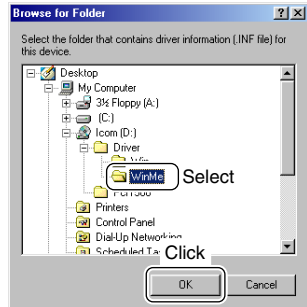 Browse for Folder
Select the folder that contains driver information (.INF file) for
this device.
Desktop
My Computer
3½ Floppy (A:)
(C:)
Icom (D:)
Driver
WinMe
Select
Printers
Control Panel
Dial-Up Networking
Scheduled
Click
OK
Cancel